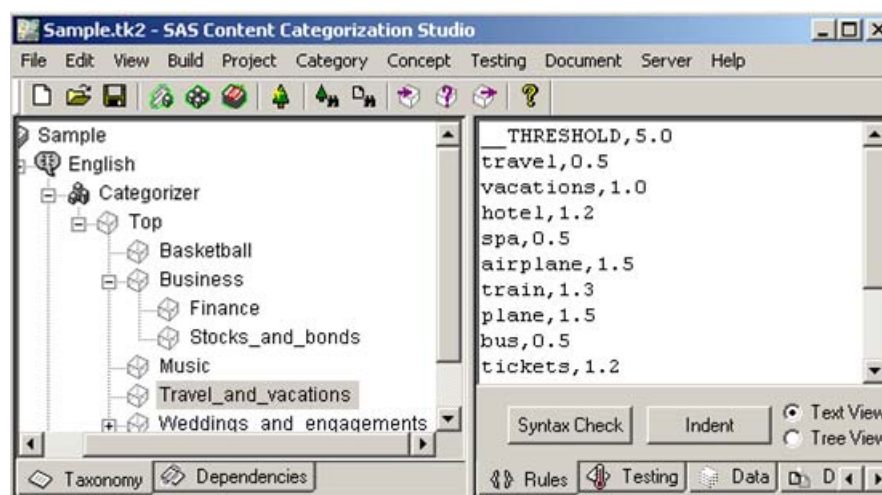 Sample.tk2 - SAS Content Categorization Studio
File Edit View Build Project Category Concept Testing Document Server Help
Sample
English
Categorizer
Top
Basketball
Business
Finance
Stocks_and_bonds
Music
Travel_and_vacations
Weddings_and_engagements
Taxonomy Dependencies
__THRESHOLD,5.0
travel,0.5
vacations,1.0
hotel,1.2
spa,0.5
airplane,1.5
train,1.3
plane,1.5
bus,0.5
tickets,1.2
Syntax Check Indent Text View
Tree View
Rules Testing Data D